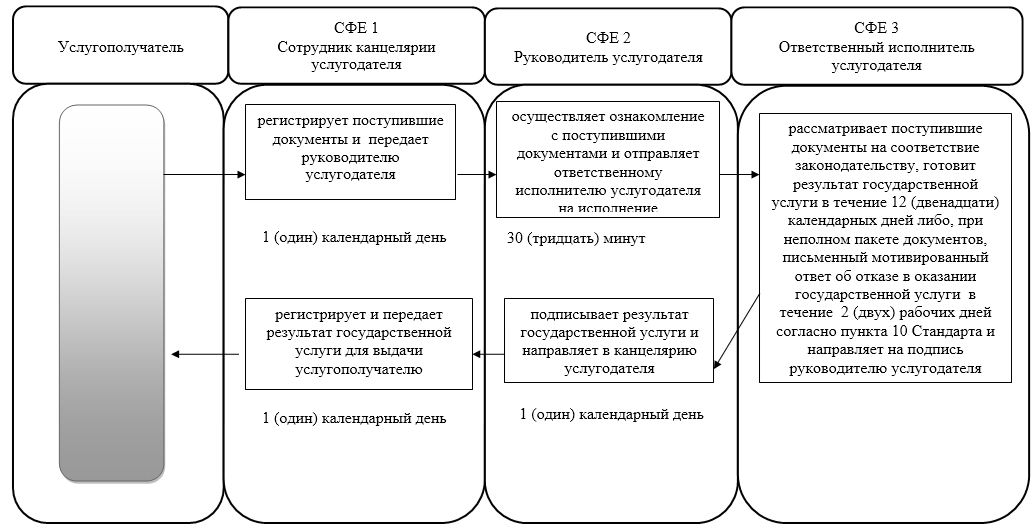 Услугополучатель
СФЕ 1
Сотрудник канцелярии
услугодателя
СФЕ 2
Руководитель услугодателя
СФЕ 3
Ответственный исполнитель
услугодателя
регистрирует поступившие
документы и передает
руководителю
услугодателя
1 (один) календарный день
осуществляет ознакомление
с поступившими
документами и отправляет
ответственному
исполнителю услугодателя
на исполнение
30 (тридцать) минут
рассматривает поступившие
документы на соответствие
законодательству, готовит
результат государственной
услуги в течение 12 (двенадцати)
календарных дней либо, при
неполном пакете документов,
письменный мотивированный
ответ об отказе в оказании
государственной услуги в
течение 2 (двух) рабочих дней
согласно пункта 10 Стандарта и
направляет на подпись
руководителю услугодателя
подписывает результат
государственной услуги и
направляет в канцелярию
услугодателя
1 (один) календарный день
регистрирует и передает
результат государственной
услуги для выдачи
услугополучателю
1 (один) календарный день